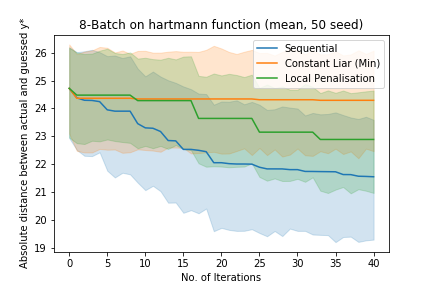 8-Batch on hartmann function (mean, 50 seed)
Absolute distance between actual and guessed y*
26
25
24
23
22
21
20
19
Sequential
Constant Liar (Min)
Local Penalisation
0
5
10
15
20
25
30
35
40
No. of Iterations